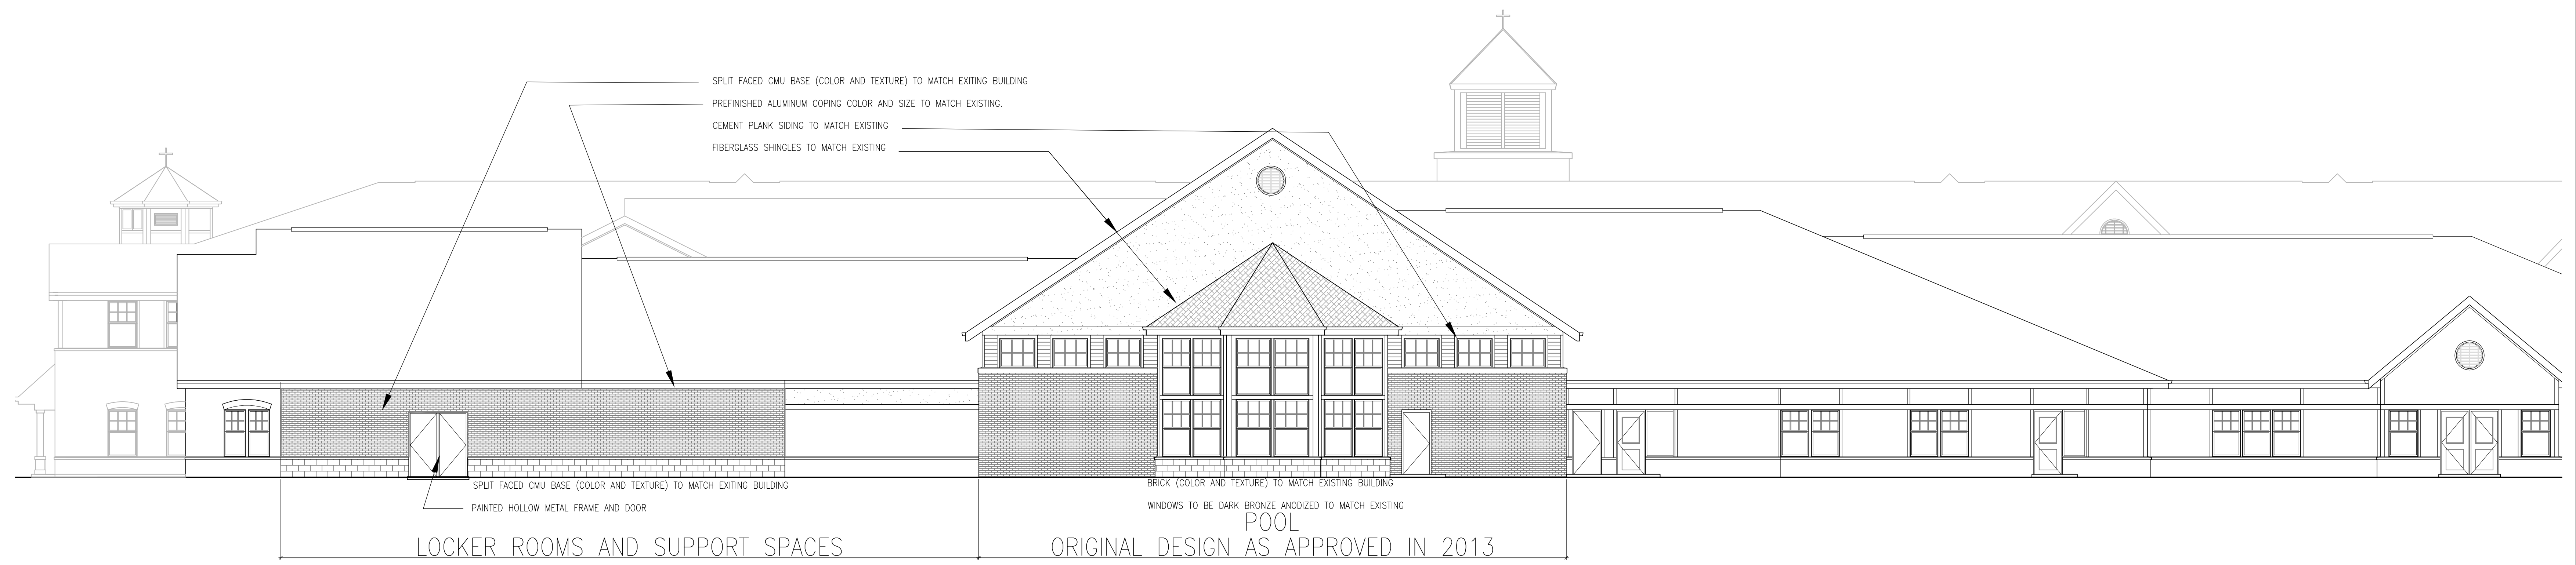 SPLIT FACED CMU BASE (COLOR AND TEXTURE) TO MATCH EXITING BUILDING
PREFINISHED ALUMINUM COPING COLOR AND SIZE TO MATCH EXISTING.
CEMENT PLANK SIDING TO MATCH EXISTING
FIBERGLASS SHINGLES TO MATCH EXISTING
SPLIT FACED CMU BASE (COLOR AND TEXTURE) TO MATCH EXITING BUILDING
PAINTED HOLLOW METAL FRAME AND DOOR
BRICK (COLOR AND TEXTURE) TO MATCH EXISTING BUILDING
WINDOWS TO BE DARK BRONZE ANODIZED TO MATCH EXISTING
LOCKER ROOMS AND SUPPORT SPACES
POOL
ORIGINAL DESIGN AS APPROVED IN 2013